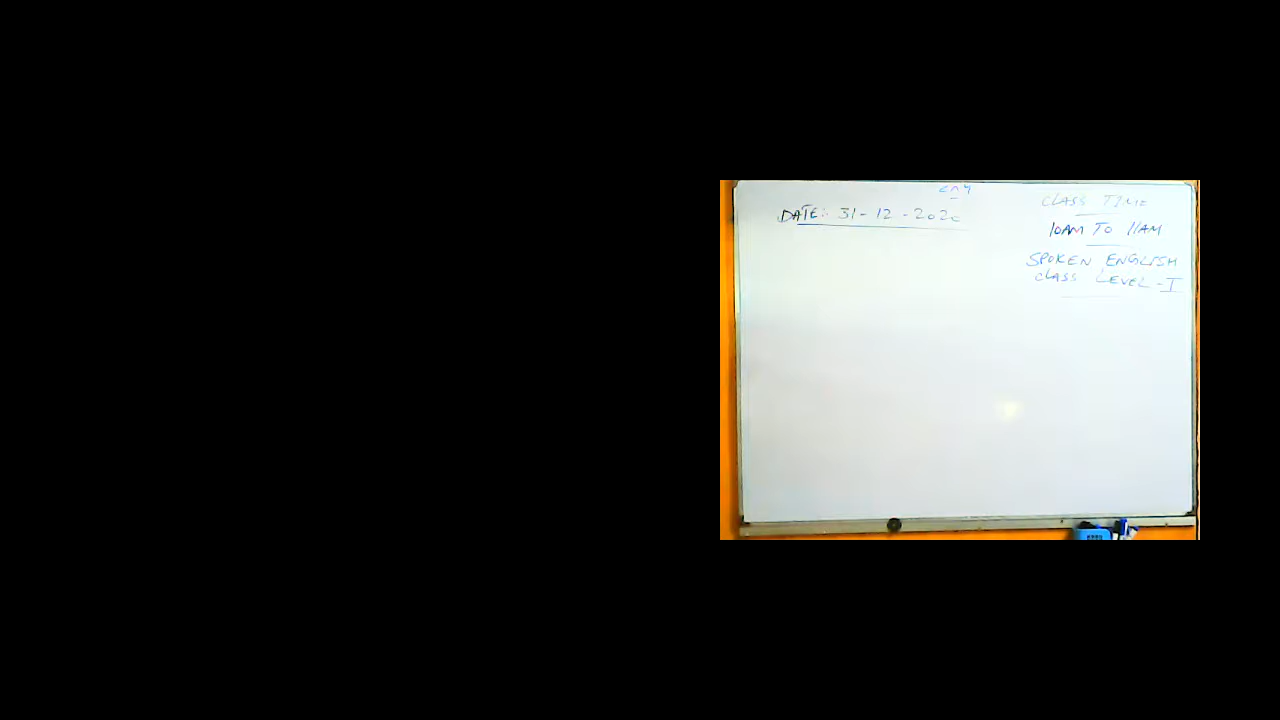 DATE:- 31-12-2020
CLASS TIME
10AM TO 11AM
SPOKEN ENGLISH
CLASS LEVEL-I